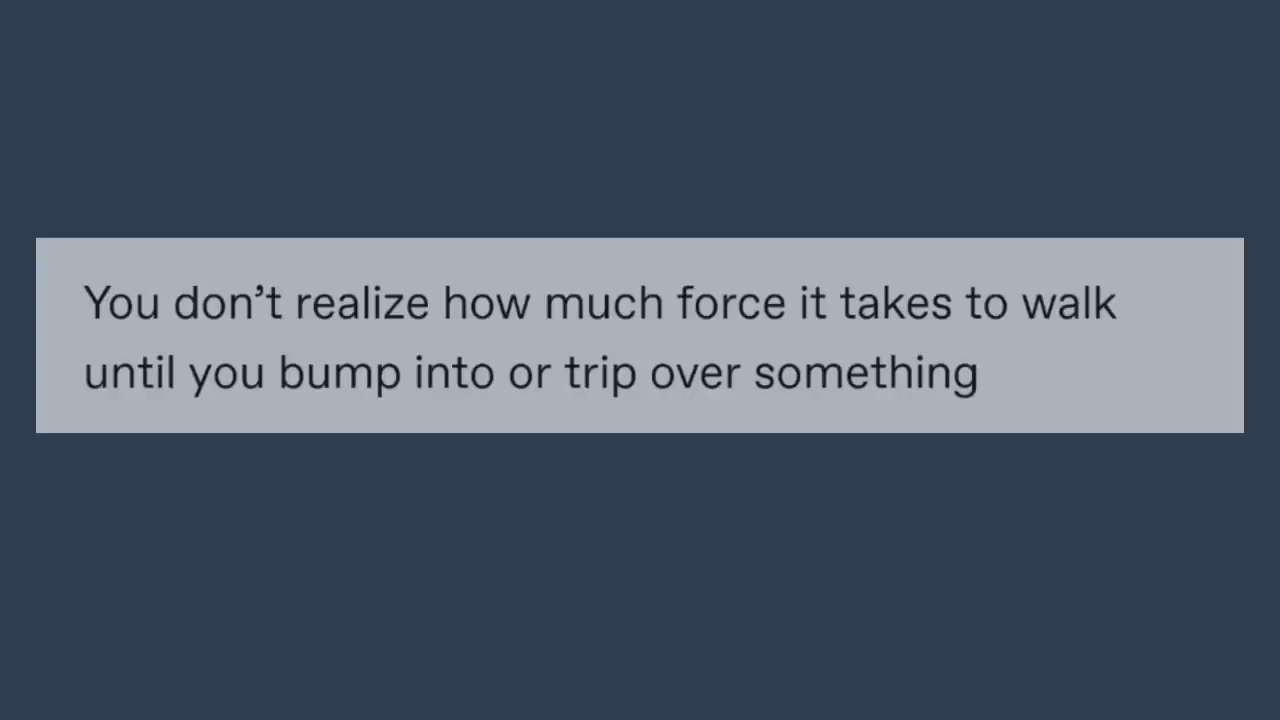 You don’t realize how much force it takes to walk
until you bump into or trip over something